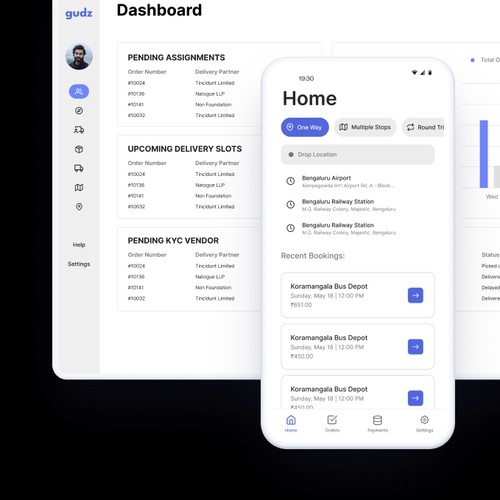 gudz
Dashboard
PENDING ASSIGNMENTS
Order Number Delivery Partner
#10024 Tincidunt Limited
#10136 Natogue LLP
#10141 Non Foundation
#10032 Tincidunt Limited
UPCOMING DELIVERY SLOTS
Order Number Delivery Partner
#10024 Tincidunt Limited
#10136 Natogue LLP
#10141 Non Foundation
#10032 Tincidunt Limited
PENDING KYC VENDOR
Order Number Delivery Partner
#10024 Tincidunt Limited
#10136 Natogue LLP
#10141 Non Foundation
#10032 Tincidunt Limited
Help
Settings
19:30
Home
One Way Multiple Stops Round Tri
Drop Location
Bengaluru Airport
Kempegowda Int'l Airport Rd, A - Block...
Bengaluru Railway Station
M.G. Railway Colony, Majestic, Bengaluru
Bengaluru Railway Station
M.G. Railway Colony, Majestic, Bengaluru
Recent Bookings:
Koramangala Bus Depot
Sunday, May 18 | 12:00 PM
₹651.00
Koramangala Bus Depot
Sunday, May 18 | 12:00 PM
₹450.00
Koramangala Bus Depot
Sunday, May 18 | 12:00 PM
₹450.00
Home Orders Payments Settings
Total O
Wed
Status
Picked
Delivere
Delayed
Delivere